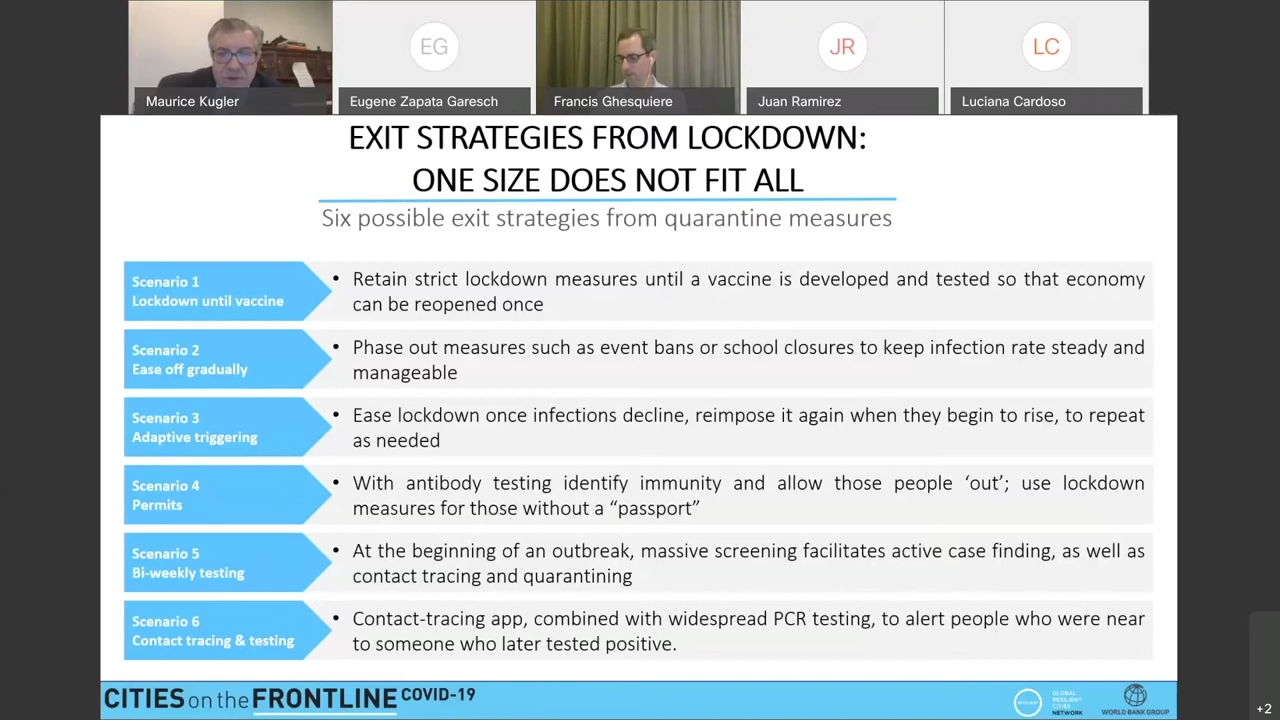 EG
JR
LC
Maurice Kugler
Eugene Zapata Garesch
Francis Ghesquiere
Juan Ramirez
Luciana Cardoso
EXIT STRATEGIES FROM LOCKDOWN:
ONE SIZE DOES NOT FIT ALL
Six possible exit strategies from quarantine measures
Scenario 1
Lockdown until vaccine
• Retain strict lockdown measures until a vaccine is developed and tested so that economy
can be reopened once
Scenario 2
Ease off gradually
• Phase out measures such as event bans or school closures to keep infection rate steady and
manageable
Scenario 3
Adaptive triggering
• Ease lockdown once infections decline, reimpose it again when they begin to rise, to repeat
as needed
Scenario 4
Permits
• With antibody testing identify immunity and allow those people ‘out’; use lockdown
measures for those without a “passport”
Scenario 5
Bi-weekly testing
• At the beginning of an outbreak, massive screening facilitates active case finding, as well as
contact tracing and quarantining
Scenario 6
Contact tracing & testing
• Contact-tracing app, combined with widespread PCR testing, to alert people who were near
to someone who later tested positive.
CITIES on the FRONTLINE COVID-19
GLOBAL
RESILIENT
CITIES
NETWORK
WORLD BANK GROUP
+2